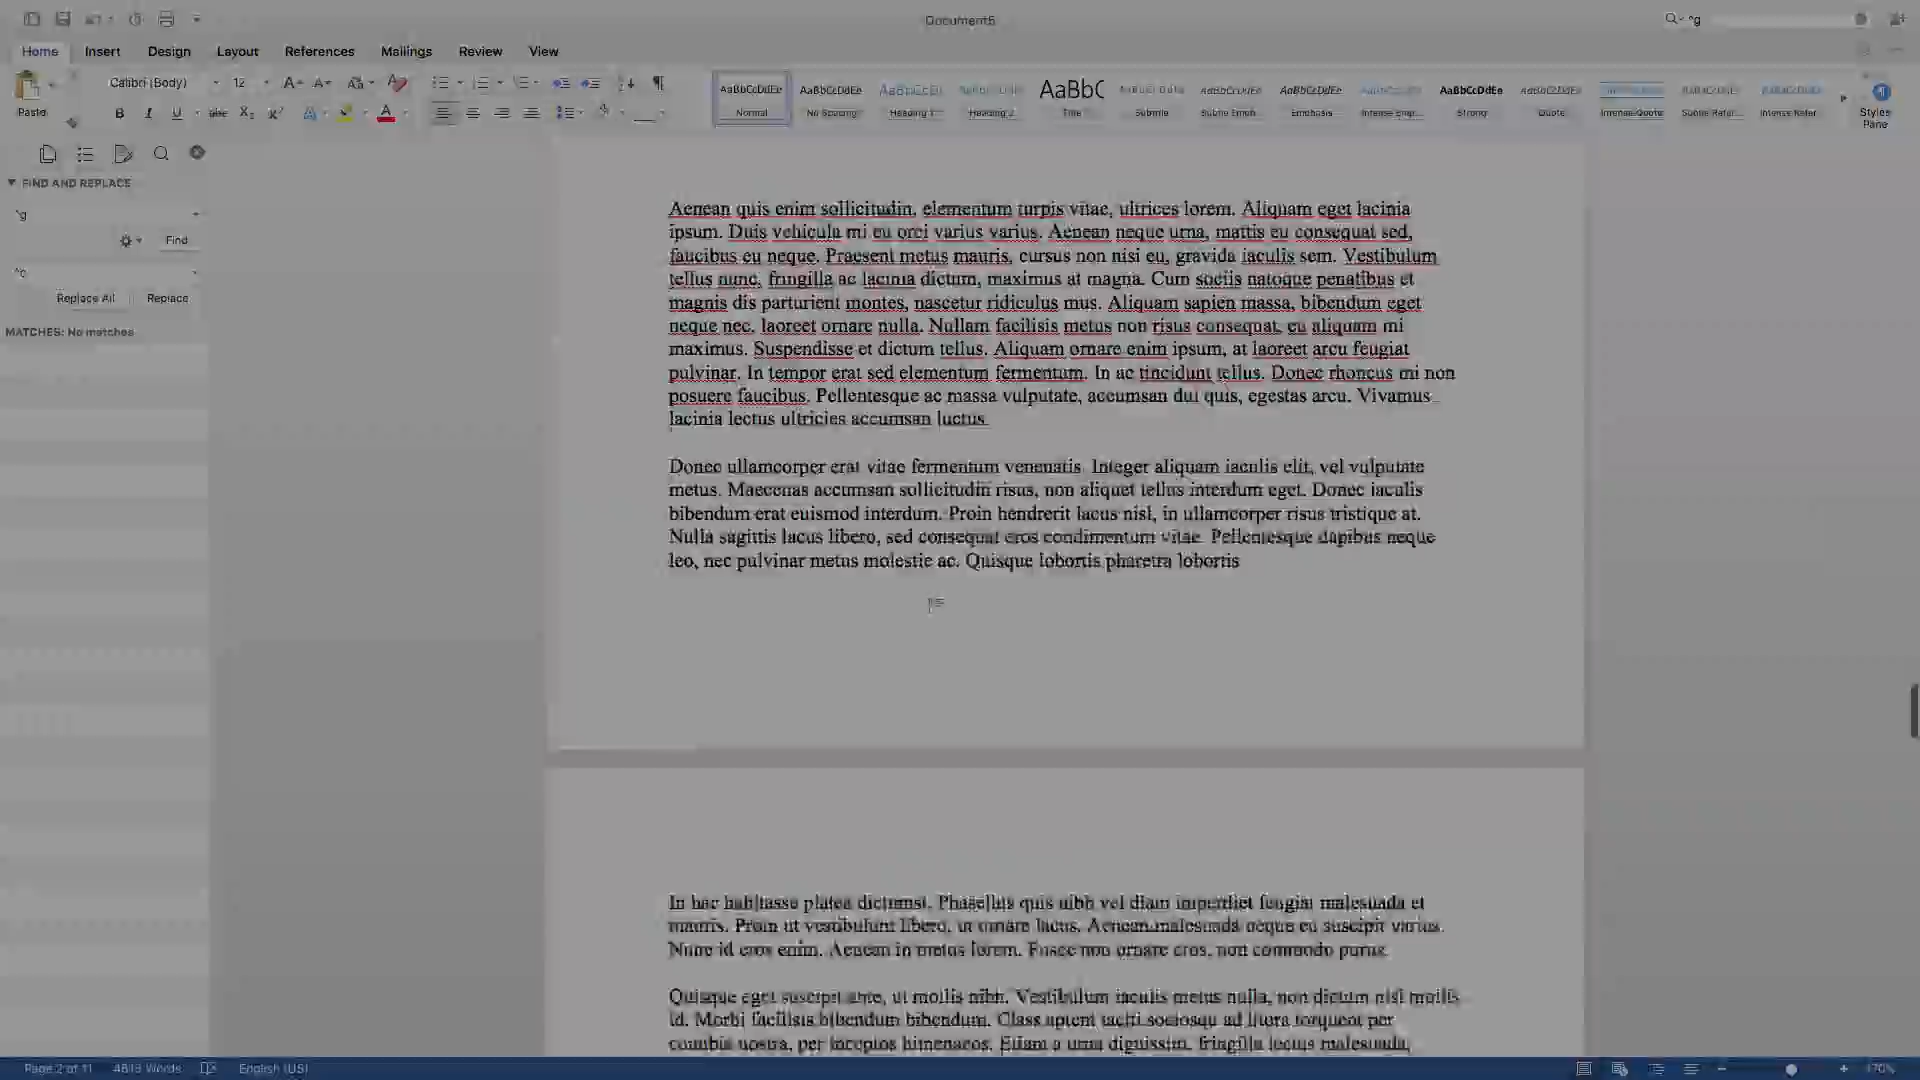 Document5
^g
Home Insert Design Layout References Mailings Review View
Paste
Calibri (Body) 12
AaBbCcDdEe
Normal
AaBbCcDdEe
No Spacing
Heading 1
Heading 2
AaBbC
Title
Subtitle
AaBbCcDdEe
Subtle Emph...
AaBbCcDdEe
Emphasis
Intense Emp...
AaBbCcDdEe
Strong
AaBbCcDdEe
Quote
Intense Quote
Subtle Refer...
Intense Refer
Styles
Pane
FIND AND REPLACE
^g
Find
^c
Replace All Replace
MATCHES: No matches
Aenean quis enim sollicitudin, elementum turpis vitae, ultrices lorem. Aliquam eget lacinia
ipsum. Duis vehicula mi eu orci varius varius. Aenean neque urna, mattis eu consequat sed,
faucibus eu neque. Praesent metus mauris, cursus non nisi eu, gravida iaculis sem. Vestibulum
tellus nunc, fringilla ac lacinia dictum, maximus at magna. Cum sociis natoque penatibus et
magnis dis parturient montes, nascetur ridiculus mus. Aliquam sapien massa, bibendum eget
neque nec, laoreet ornare nulla. Nullam facilisis metus non risus consequat, eu aliquam mi
maximus. Suspendisse et dictum tellus. Aliquam ornare enim ipsum, at laoreet arcu feugiat
pulvinar. In tempor erat sed elementum fermentum. In ac tincidunt tellus. Donec rhoncus mi non
posuere faucibus. Pellentesque ac massa vulputate, accumsan dui quis, egestas arcu. Vivamus
lacinia lectus ultricies accumsan luctus.
Donec ullamcorper erat vitae fermentum venenatis. Integer aliquam iaculis elit, vel vulputate
metus. Maecenas accumsan sollicitudin risus, non aliquet tellus interdum eget. Donec iaculis
bibendum erat euismod interdum. Proin hendrerit lacus nisl, in ullamcorper risus tristique at.
Nulla sagittis lacus libero, sed consequat eros condimentum vitae. Pellentesque dapibus neque
leo, nec pulvinar metus molestie ac. Quisque lobortis pharetra lobortis
In hac habitasse platea dictumst. Phasellus quis nibh vel diam imperdiet feugiat malesuada et
mauris. Proin ut vestibulum libero, ut ornare lacus. Aenean malesuada neque eu suscipit varius.
Nunc id eros enim. Aenean in metus lorem. Fusce non ornare eros, non commodo purus.
Quisque eget suscipit ante, ut mollis nibh. Vestibulum iaculis metus nulla, non dictum nisl mollis
id. Morbi facilisis bibendum bibendum. Class aptent taciti sociosqu ad litora torquent per
conubia nostra, per inceptos himenaeos. Etiam a urna dignissim, fringilla lectus malesuada,
Page 2 of 11 4813 Words English (US) 170%